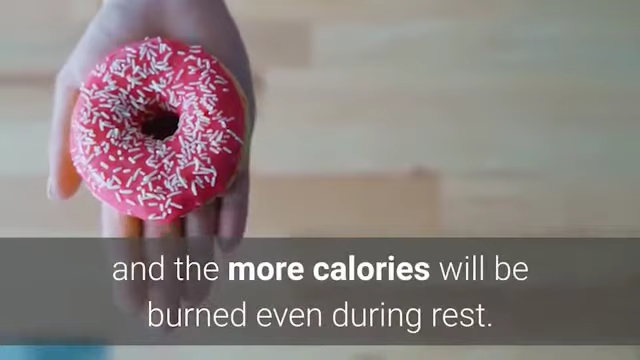 and the more calories will be
burned even during rest.